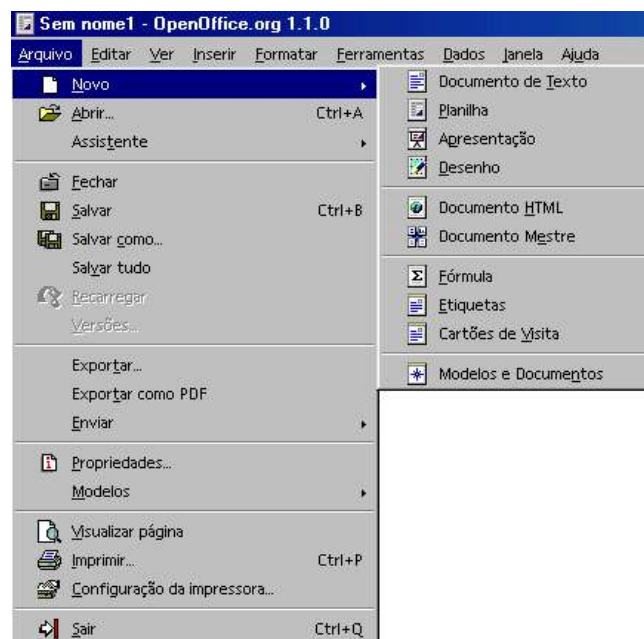 Sem nome1 - OpenOffice.org 1.1.0
Arquivo Editar Ver Inserir Formatar Ferramentas Dados Janela Ajuda
Novo
Abrir... Ctrl+A
Assistente
Fechar
Salvar Ctrl+B
Salvar como...
Salvar tudo
Recarregar
Versões...
Exportar...
Exportar como PDF
Enviar
Propriedades...
Modelos
Visualizar página
Imprimir... Ctrl+P
Configuração da impressora...
Sair Ctrl+Q
Documento de Texto
Planilha
Apresentação
Desenho
Documento HTML
Documento Mestre
Fórmula
Etiquetas
Cartões de Visita
Modelos e Documentos